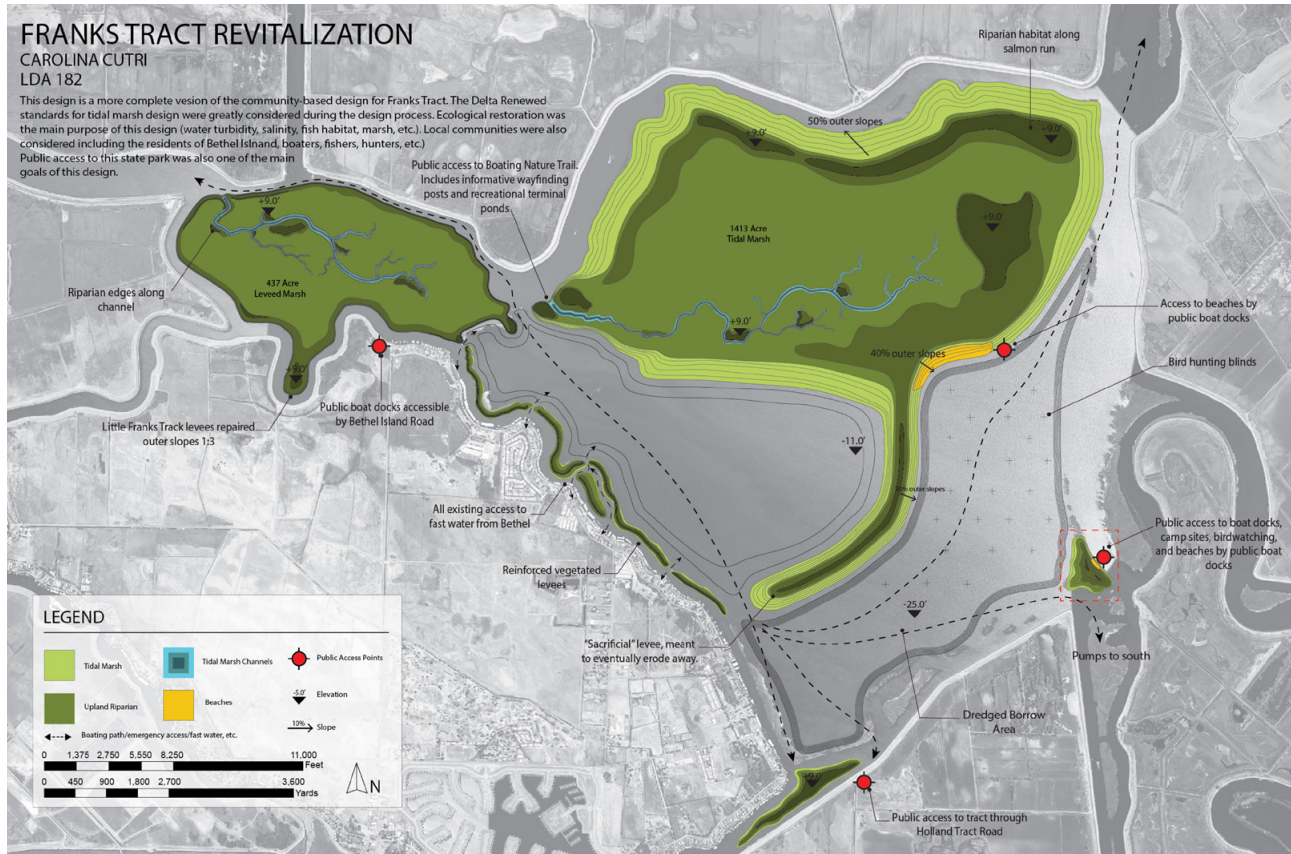 FRANKS TRACT REVITALIZATION
CAROLINA CUTRI
LDA 182
This design is a more complete vesion of the community-based design for Franks Tract. The Delta Renewed
standards for tidal marsh design were greatly considered during the design process. Ecological restoration was
the main purpose of this design (water turbidity, salinity, fish habitat, marsh, etc.). Local communities were also
considered including the residents of Bethel Islnand, boaters, fishers, hunters, etc.)
Public access to this state park was also one of the main
goals of this design.
Riparian habitat along
salmon run
50% outer slopes
+9.0'
+9.0'
Public access to Boating Nature Trail.
Includes informative wayfinding
posts and recreational terminal
ponds
+9.0'
+9.0'
1413 Acre
Tidal Marsh
437 Acre
Leveed Marsh
Riparian edges along
channel
Access to beaches by
public boat docks
+9.0'
40% outer slopes
Bird hunting blinds
+9.0'
Public boat docks accessible
by Bethel Island Road
Little Franks Track levees repaired
outer slopes 1:3
-11.0'
outer slopes
All existing access to
fast water from Bethel
Public access to boat docks,
camp sites, birdwatching,
and beaches by public boat
docks
Reinforced vegetated
levees
-25.0'
"Sacrificial" levee, meant
to eventually erode away.
Pumps to south
Dredged Borrow
Area
+9.0'
Public access to tract through
Holland Tract Road
LEGEND
Tidal Marsh
Tidal Marsh Channels
Public Access Points
Upland Riparian
Beaches
-5.0'
Elevation
10%
Slope
Boating path/emergency access/fast water, etc.
0 1,375 2,750 5,550 8,250 11,000
Feet
0 450 900 1,800 2,700 3,600
Yards
N